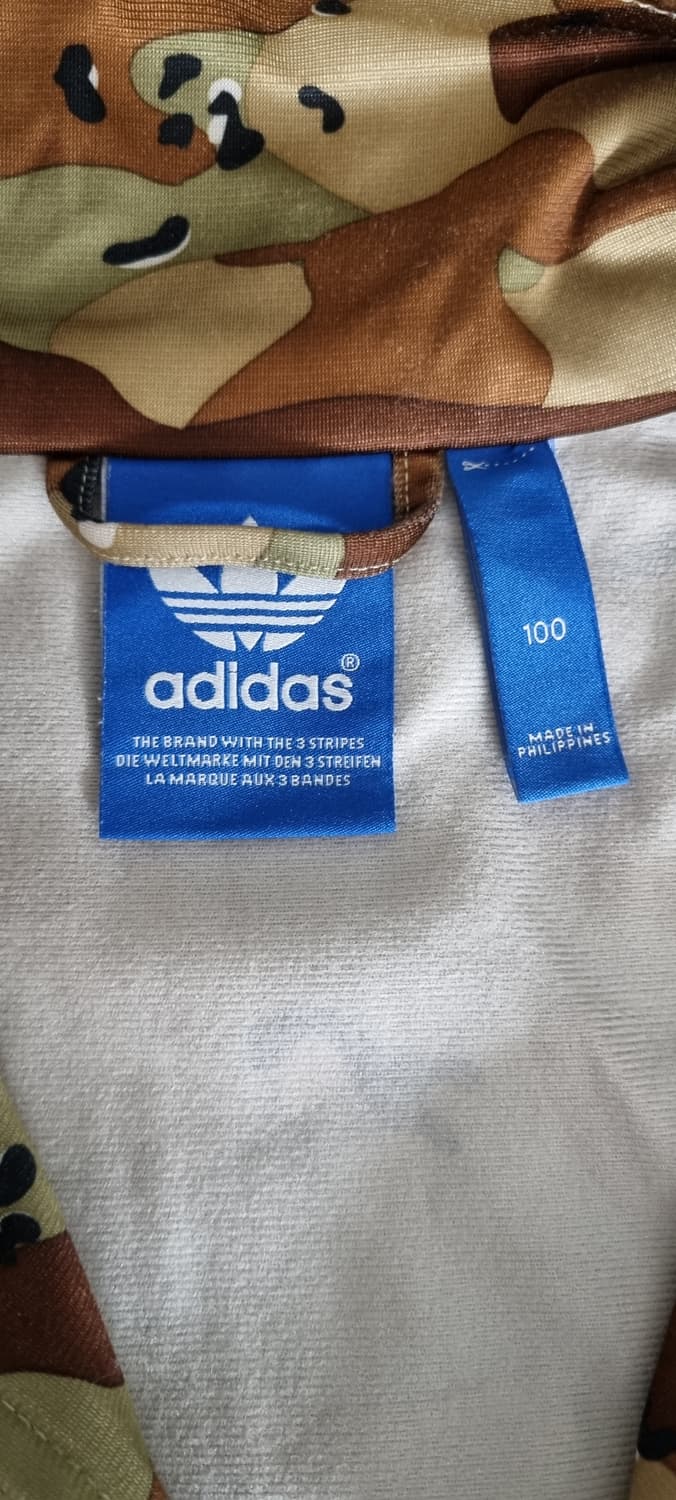 adidas®
THE BRAND WITH THE 3 STRIPES
DIE WELTMARKE MIT DEN 3 STREIFEN
LA MARQUE AUX 3 BANDES
100
MADE IN
PHILIPPINES